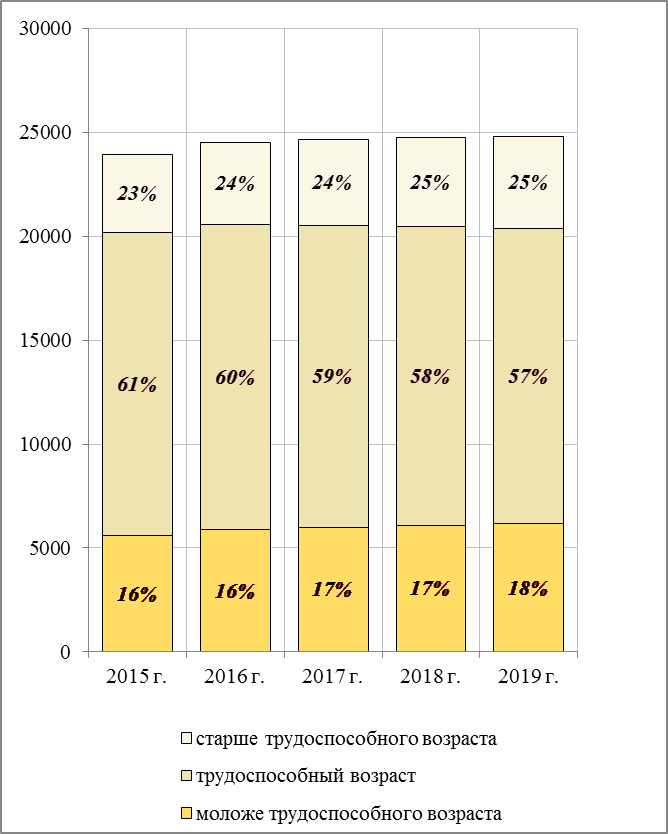 30000
25000
20000
15000
10000
5000
0
23%
24%
24%
25%
25%
61%
60%
59%
58%
57%
16%
16%
17%
17%
18%
2015 г.
2016 г.
2017 г.
2018 г.
2019 г.
старше трудоспособного возраста
трудоспособный возраст
моложе трудоспособного возраста